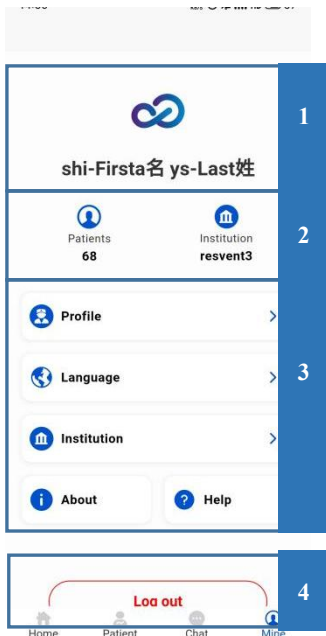 1
shi-Firsta名 ys-Last姓
Patients Institution 2
68 resvent3
Profile
Language 3
Institution
About Help
Log out 4
Home Patient Chat Mine